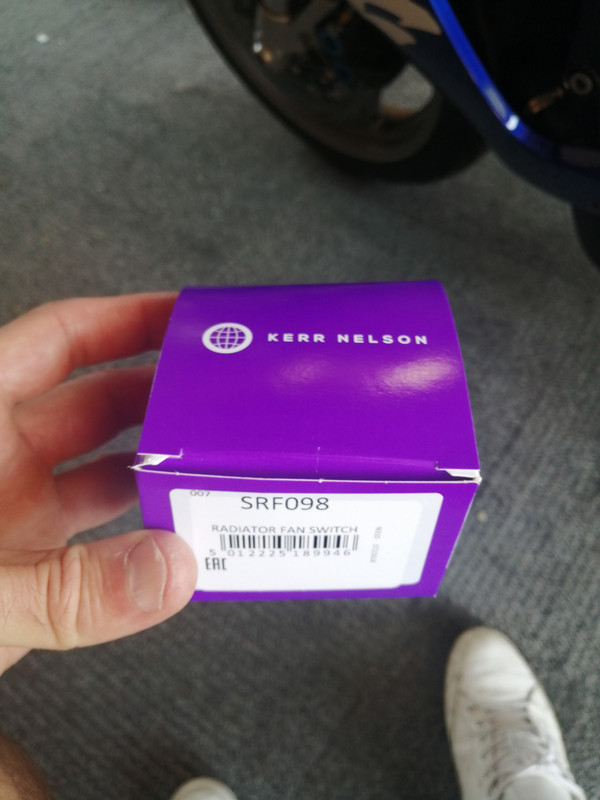 KERR NELSON
007
SRF098
RADIATOR FAN SWITCH
5 012225 189946
EAC